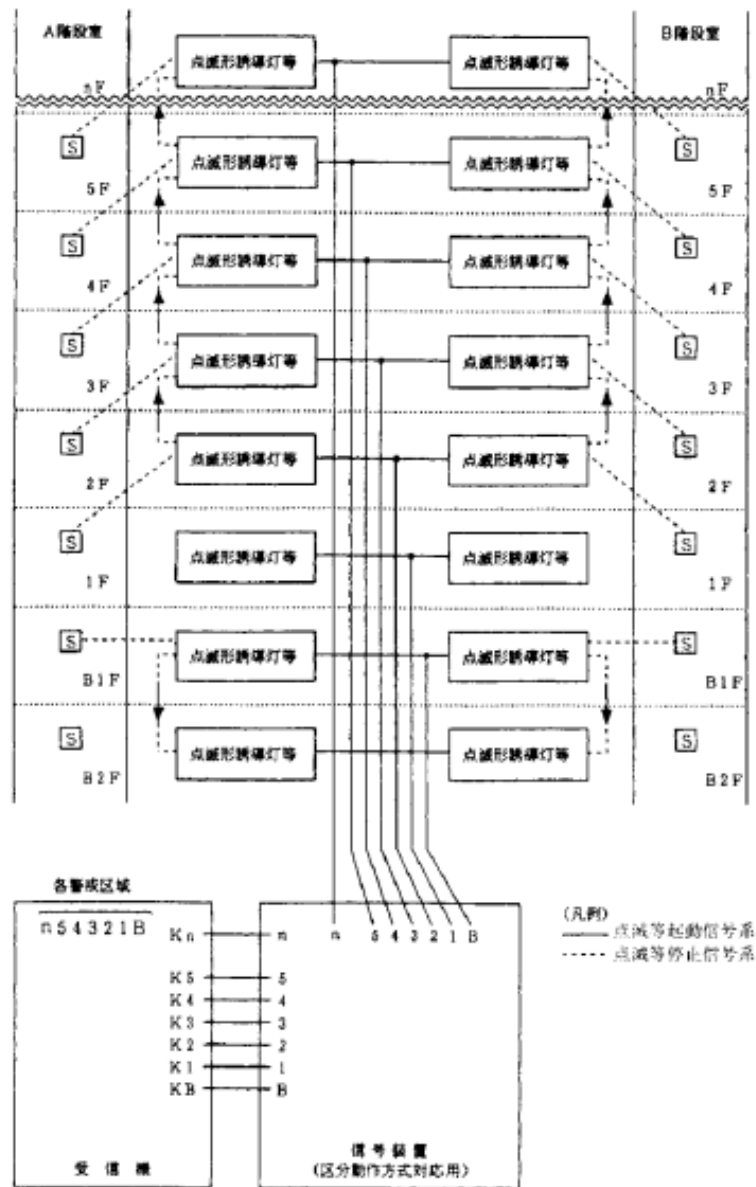 A階段室
B階段室
点滅形誘導灯等 点滅形誘導灯等
nF nF
S S
点滅形誘導灯等 点滅形誘導灯等
5F 5F
S S
点滅形誘導灯等 点滅形誘導灯等
4F 4F
S S
点滅形誘導灯等 点滅形誘導灯等
3F 3F
S S
点滅形誘導灯等 点滅形誘導灯等
2F 2F
S S
点滅形誘導灯等 点滅形誘導灯等
1F 1F
S S
点滅形誘導灯等 点滅形誘導灯等
B1F B1F
S S
点滅形誘導灯等 点滅形誘導灯等
B2F B2F
各警戒区域
n54321B
Kn n
K5 5
K4 4
K3 3
K2 2
K1 1
KB B
受信機
n 5 4 3 2 1 B
信号装置
(区分動作方式対応用)
(凡例)
点滅等起動信号系
点滅等停止信号系